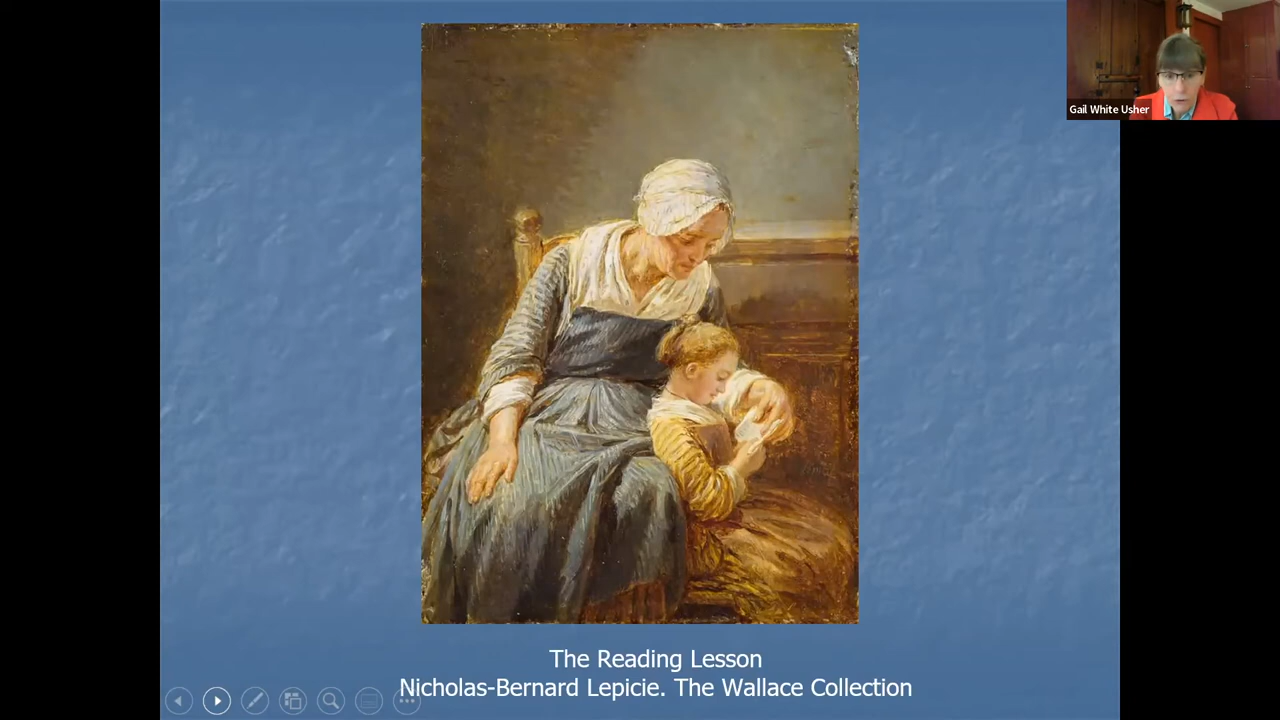 Gail White Usher
The Reading Lesson
Nicholas-Bernard Lepicie. The Wallace Collection